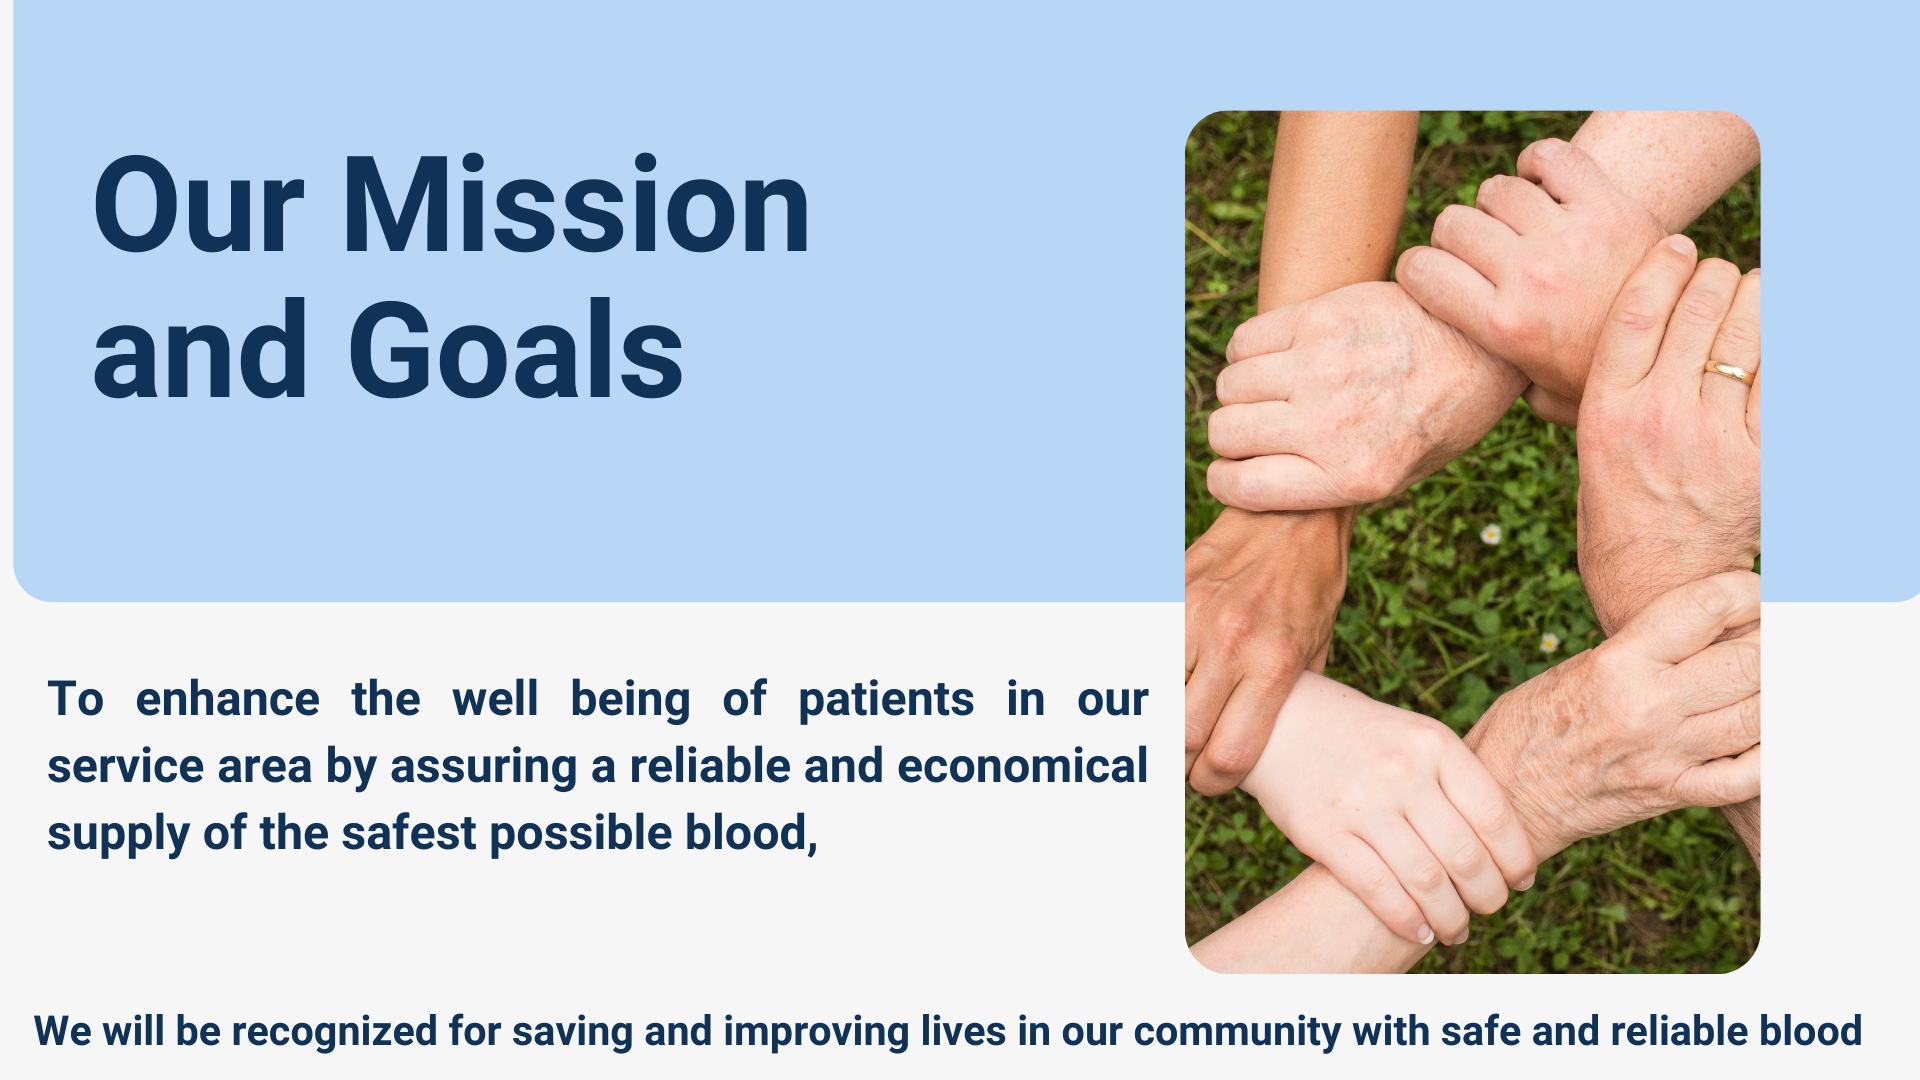 Our Mission
and Goals
To enhance the well being of patients in our
service area by assuring a reliable and economical
supply of the safest possible blood,
We will be recognized for saving and improving lives in our community with safe and reliable blood